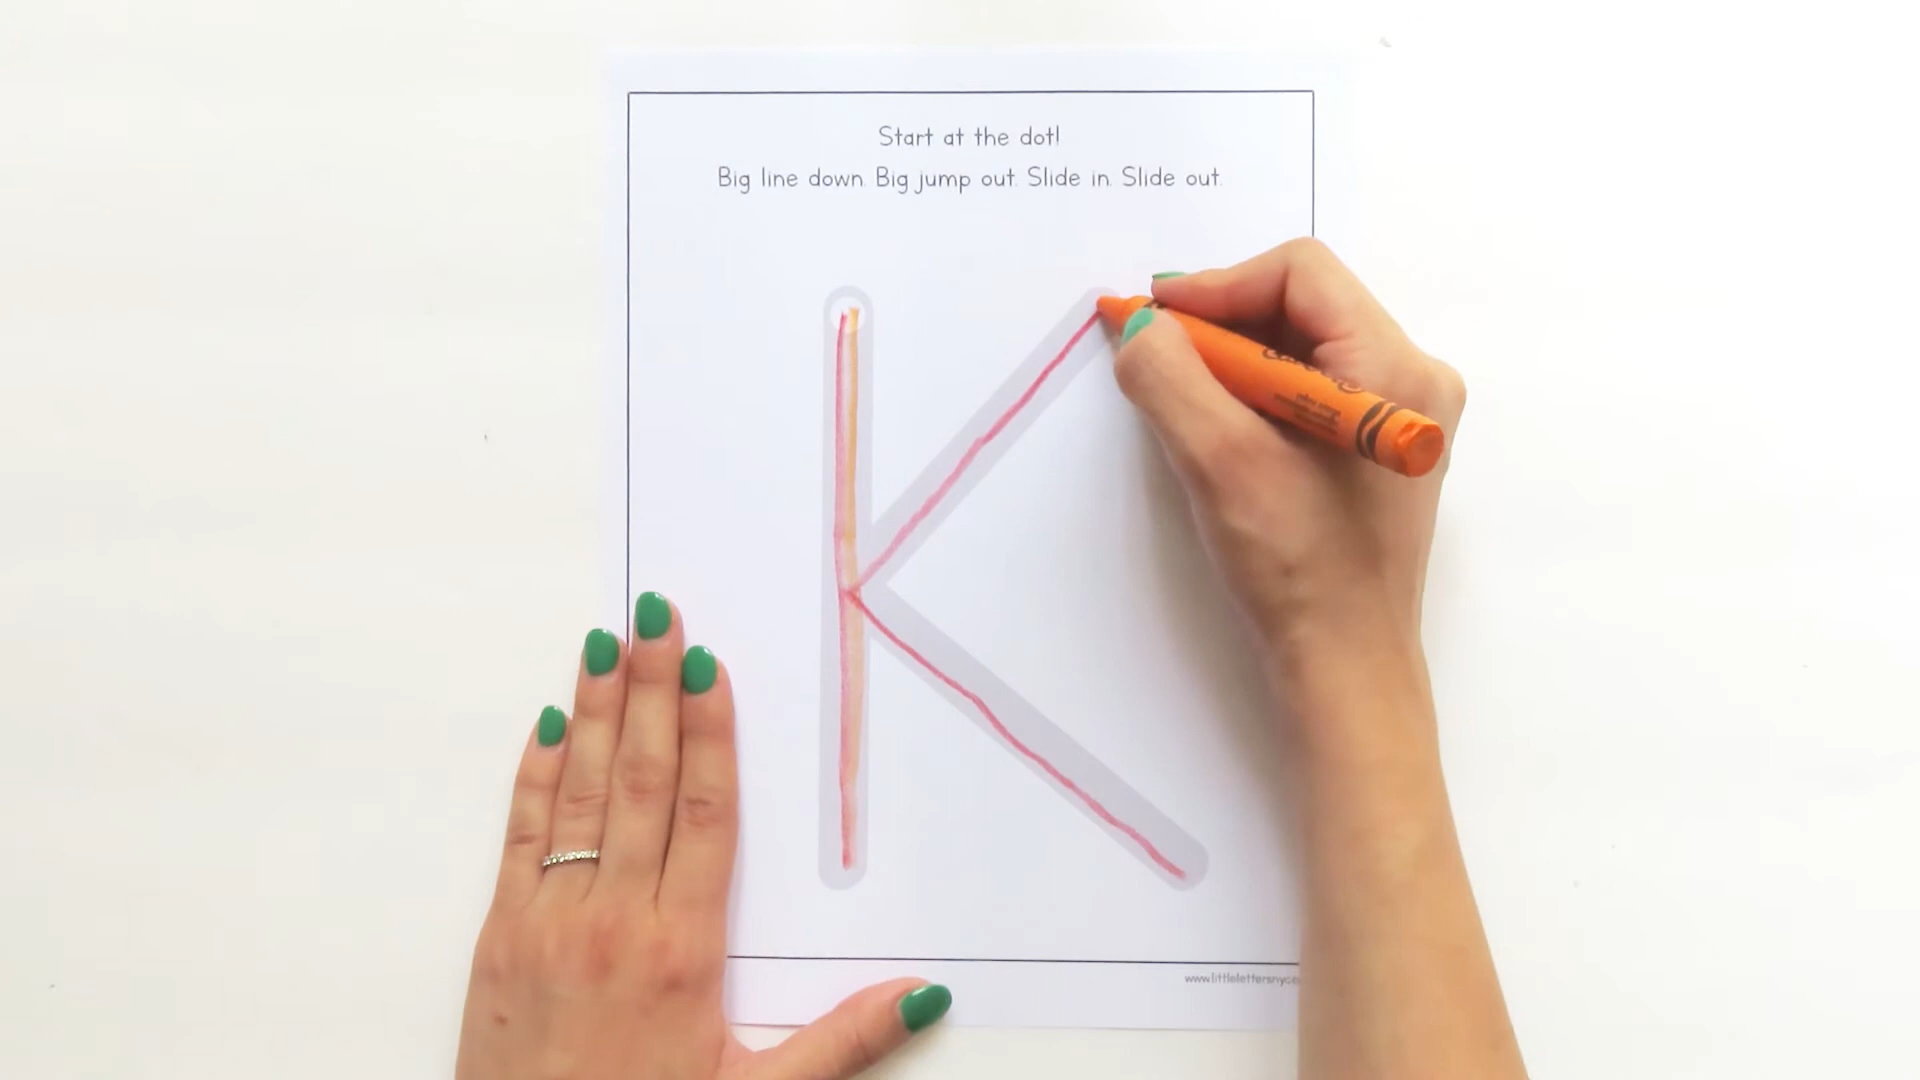 Start at the dot!
Big line down. Big jump out. Slide in. Slide out.
K